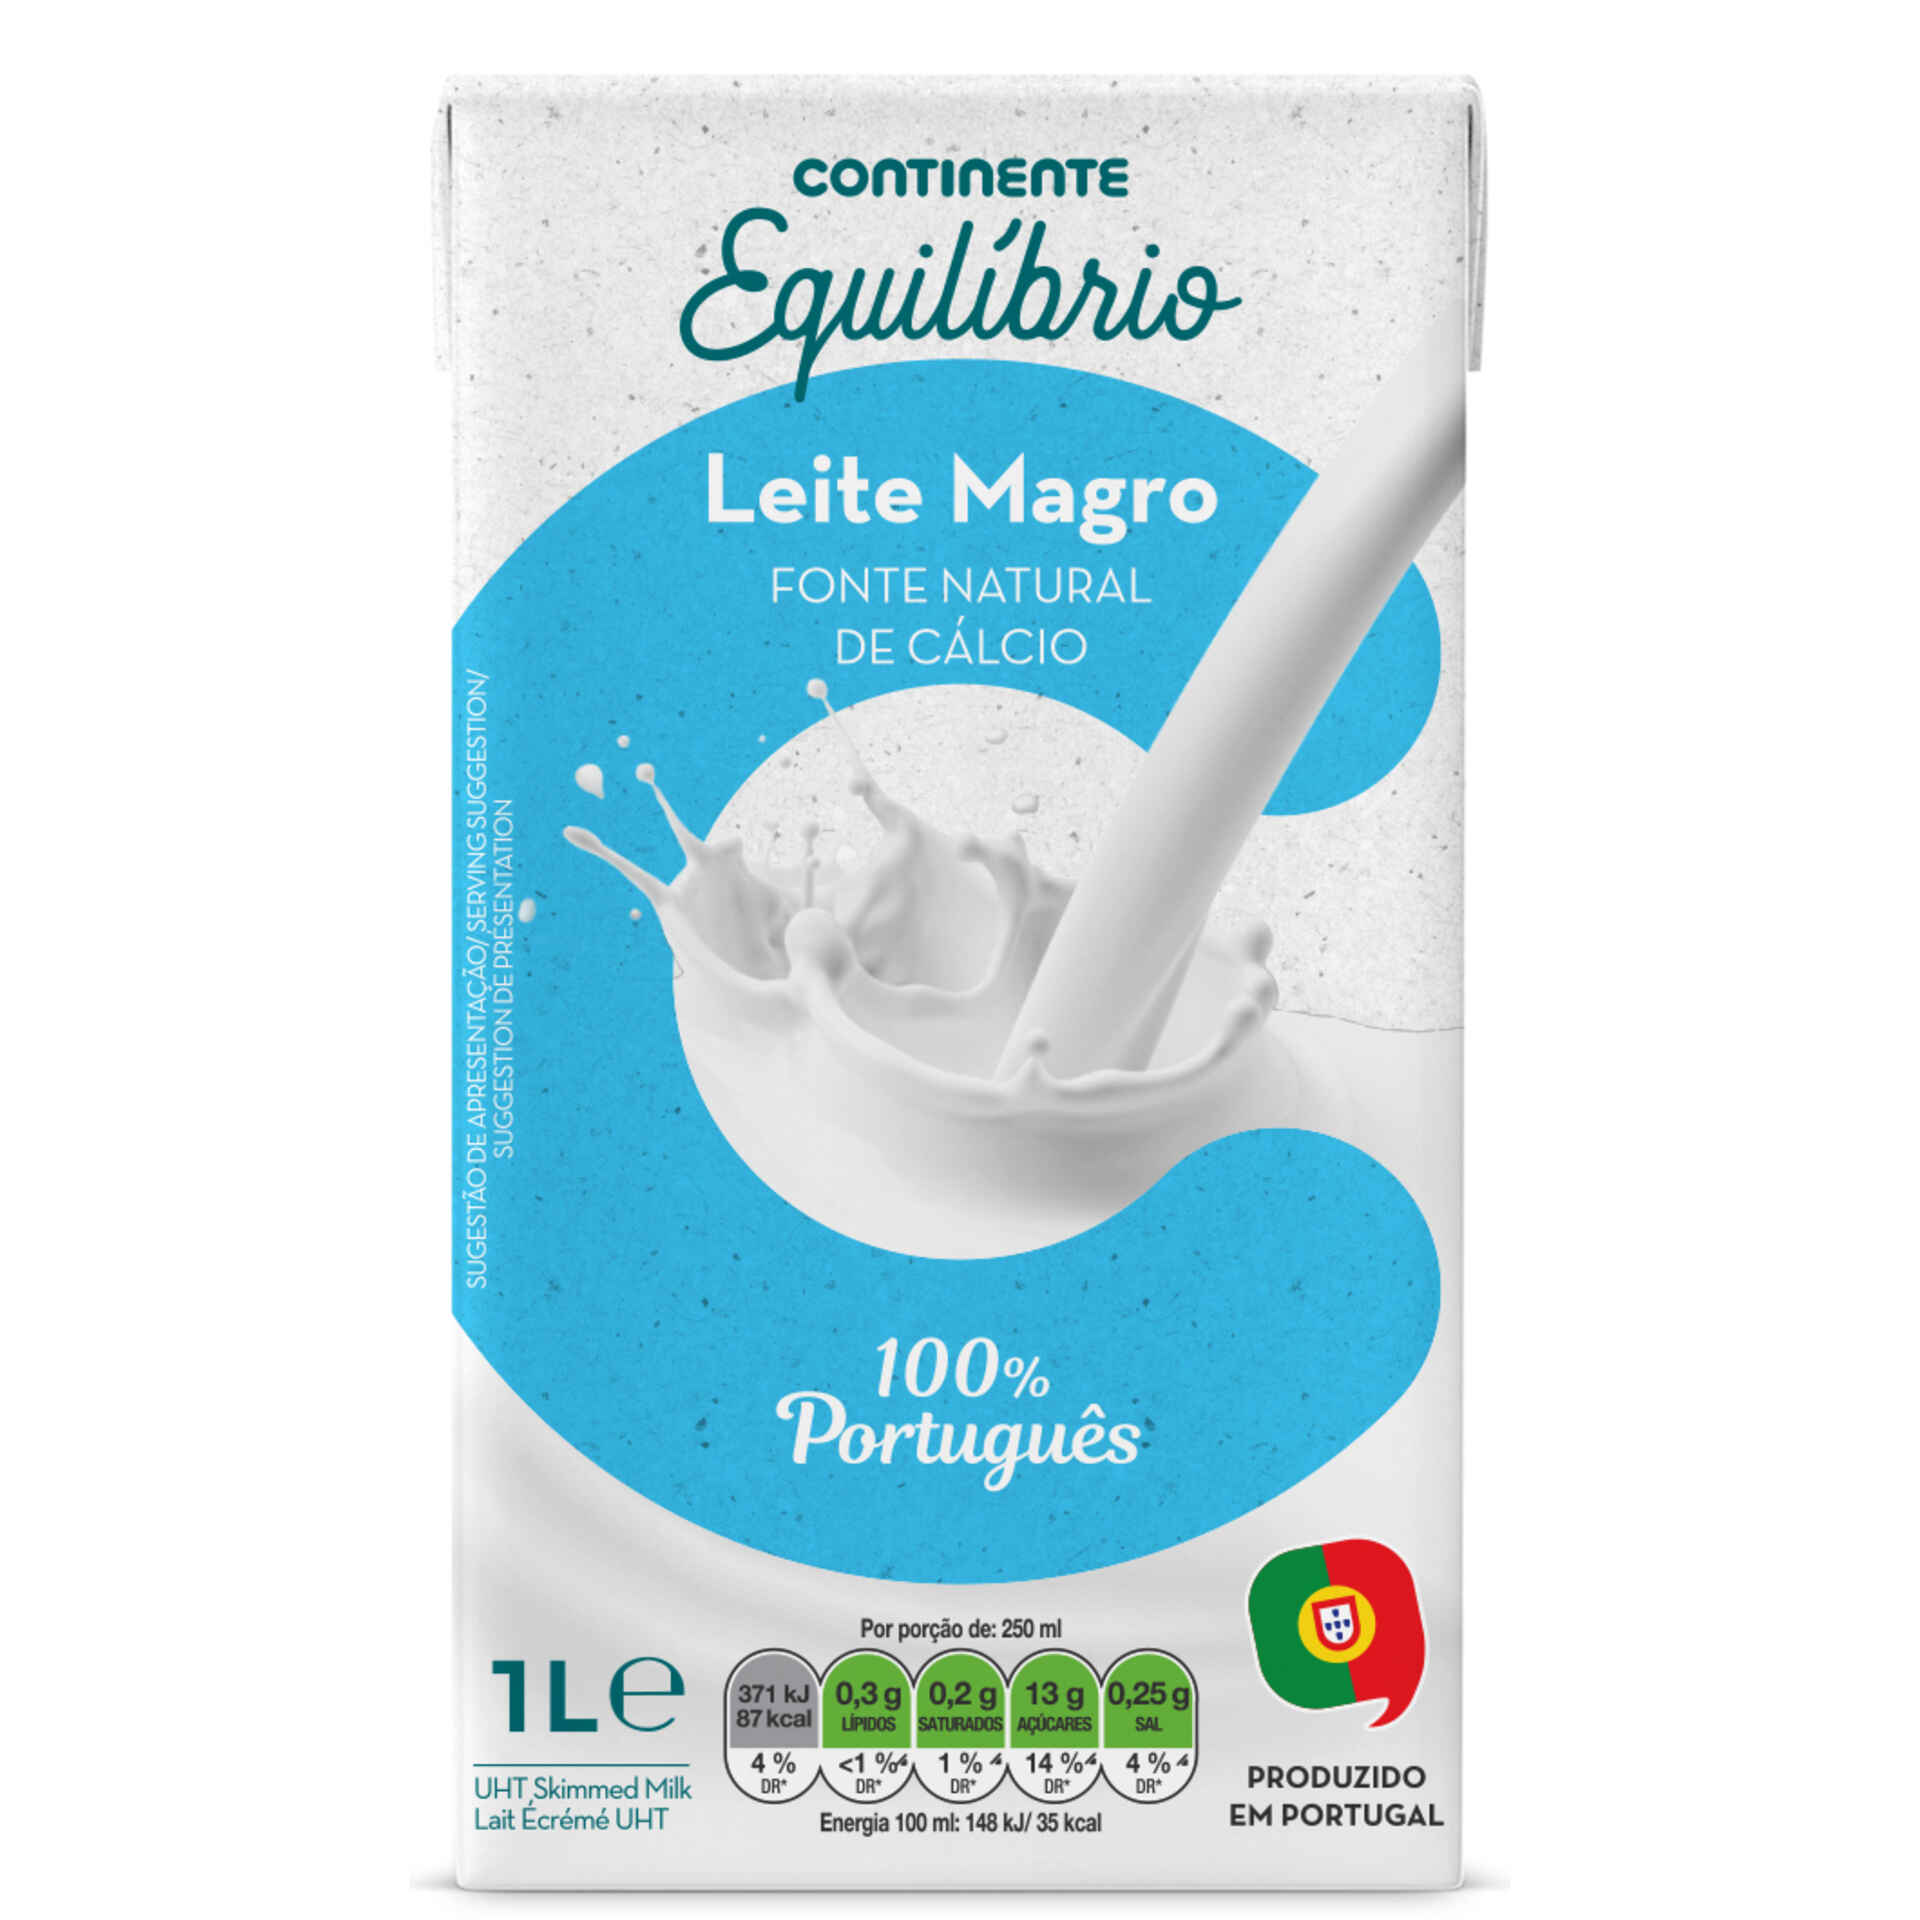 CONTINENTE
Equilíbrio
Leite Magro
FONTE NATURAL
DE CÁLCIO
SUGESTÃO DE APRESENTAÇÃO/ SERVING SUGGESTION/
SUGGESTION DE PRÉSENTATION
100%
Português
Por porção de: 250 ml
371 kJ 0,3 g 0,2 g 13 g 0,25 g
87 kcal LÍPIDOS SATURADOS AÇÚCARES SAL
4 % <1 % 1 % 14 % 4 %
DR* DR* DR* DR* DR*
Energia 100 ml: 148 kJ/ 35 kcal
1L e
UHT Skimmed Milk
Lait Écrémé UHT
PRODUZIDO
EM PORTUGAL